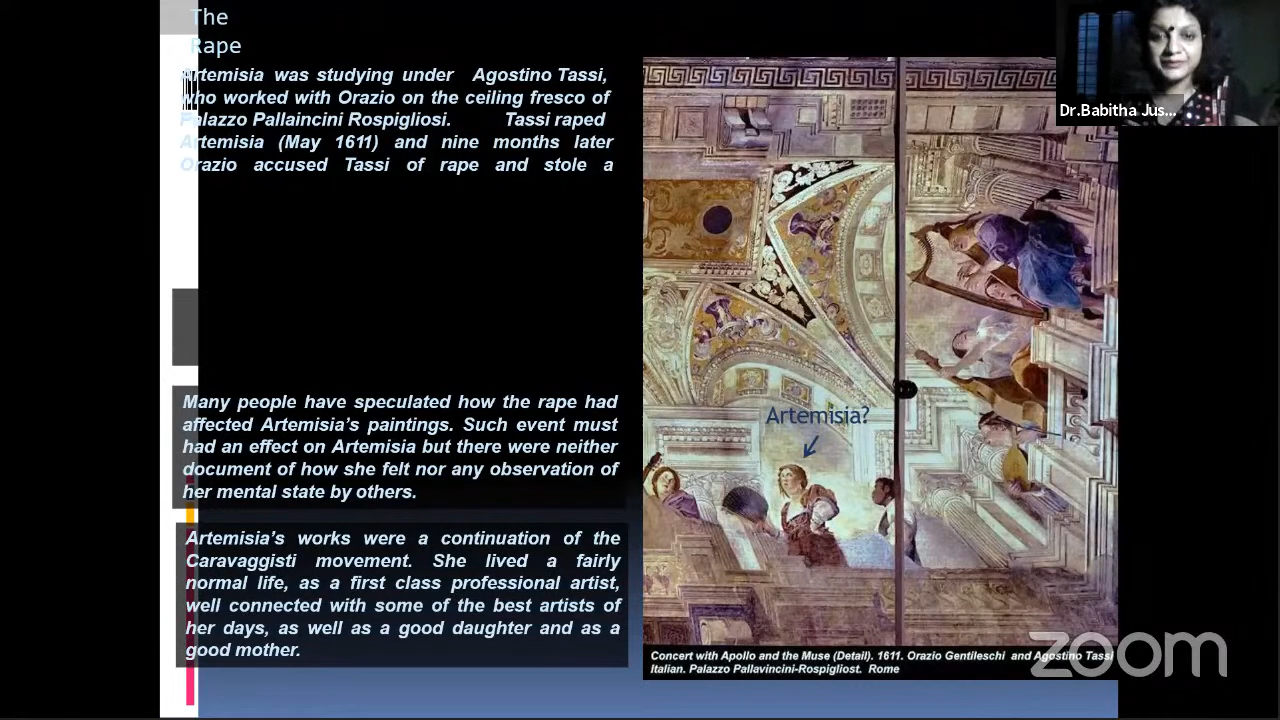 The
Rape
Artemisia was studying under Agostino Tassi,
who worked with Orazio on the ceiling fresco of
Palazzo Pallaincini Rospigliosi. Tassi raped
Artemisia (May 1611) and nine months later
Orazio accused Tassi of rape and stole a
Many people have speculated how the rape had
affected Artemisia's paintings. Such event must
had an effect on Artemisia but there were neither
document of how she felt nor any observation of
her mental state by others.
Artemisia's works were a continuation of the
Caravaggisti movement. She lived a fairly
normal life, as a first class professional artist,
well connected with some of the best artists of
her days, as well as a good daughter and as a
good mother.
Artemisia?
Concert with Apollo and the Muse (Detail). 1611. Orazio Gentileschi and Agostino Tassi
Italian. Palazzo Pallavincini-Rospigliost. Rome
Dr.Babitha Jus...
zoom